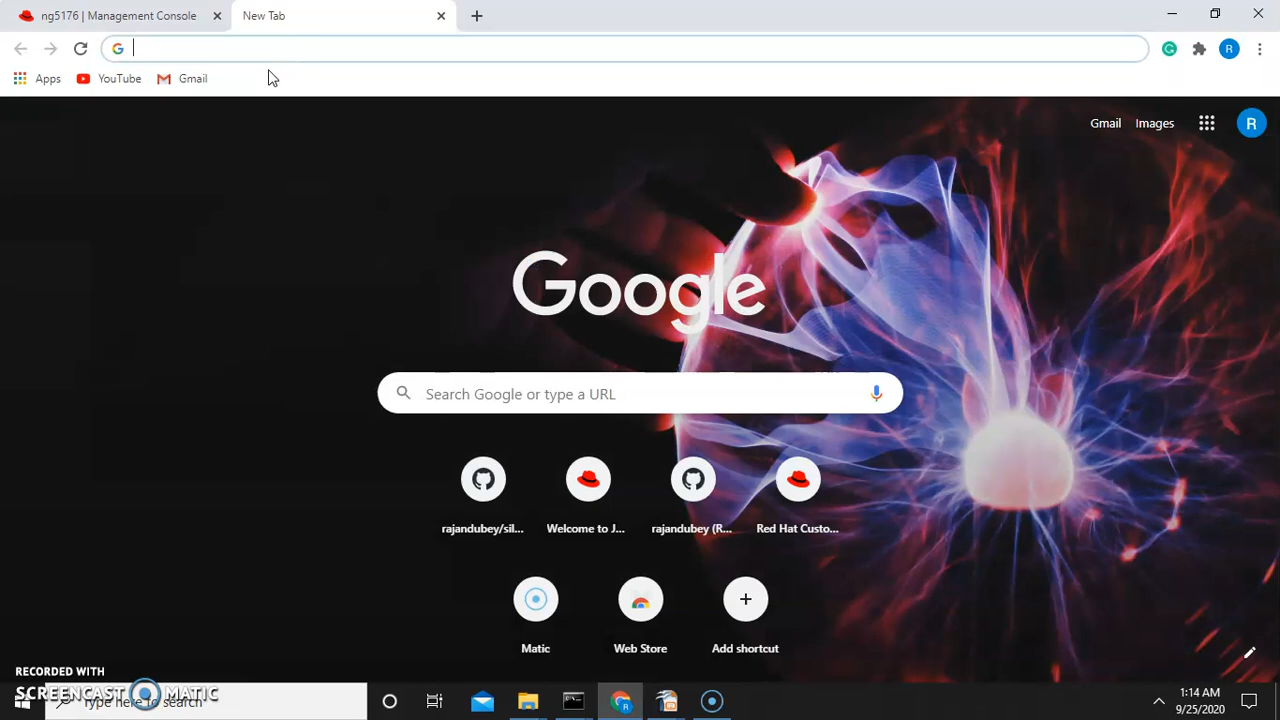 ng5176 | Management Console
New Tab
Apps
YouTube
Gmail
R
Gmail
Images
R
Google
Search Google or type a URL
rajandubey/sil...
Welcome to J...
rajandubey (R...
Red Hat Custo...
Matic
Web Store
Add shortcut
RECORDED WITH
SCREENCAST MATIC
Type here to search
1:14 AM
9/25/2020